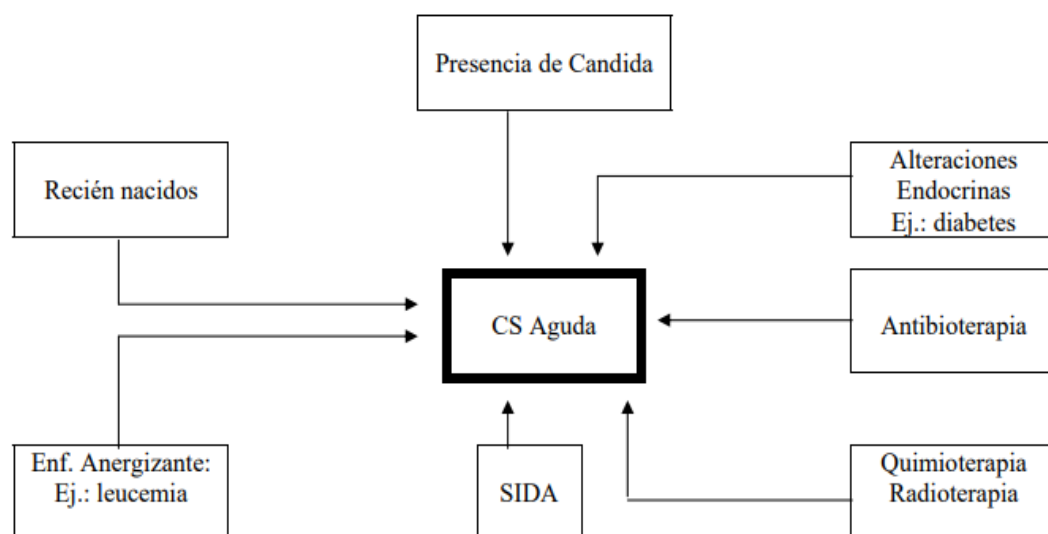 Presencia de Candida
Recién nacidos
Alteraciones
Endocrinas
Ej.: diabetes
CS Aguda
Antibioterapia
Enf. Anergizante:
Ej.: leucemia
SIDA
Quimioterapia
Radioterapia